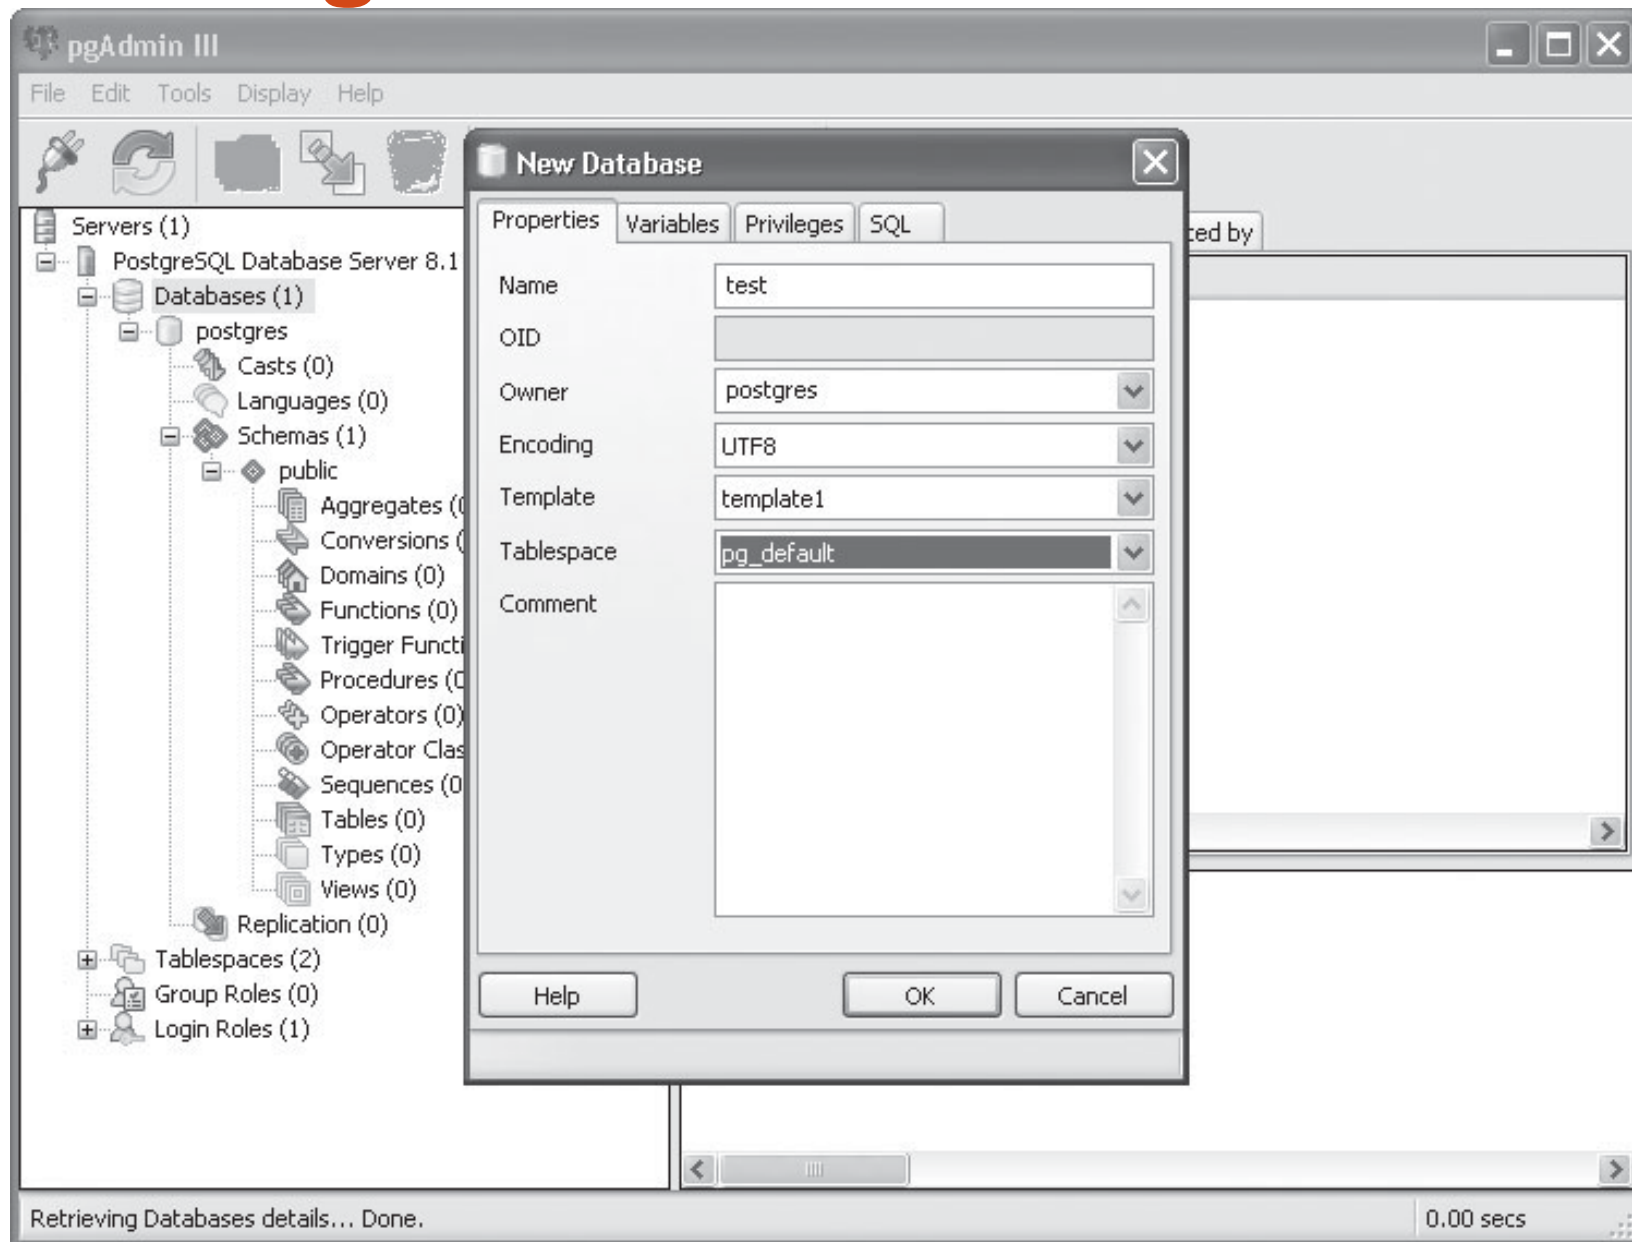 pgAdmin III
File Edit Tools Display Help
Servers (1)
PostgreSQL Database Server 8.1
Databases (1)
postgres
Casts (0)
Languages (0)
Schemas (1)
public
Aggregates (0
Conversions (
Domains (0)
Functions (0)
Trigger Functi
Procedures (0
Operators (0)
Operator Clas
Sequences (0
Tables (0)
Types (0)
Views (0)
Replication (0)
Tablespaces (2)
Group Roles (0)
Login Roles (1)
New Database
Properties Variables Privileges SQL
Name test
OID
Owner postgres
Encoding UTF8
Template template1
Tablespace pg_default
Comment
Help OK Cancel
ted by
Retrieving Databases details... Done. 0.00 secs